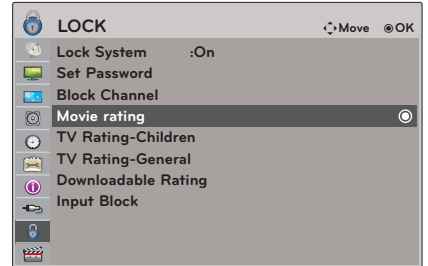 LOCK Move OK
Lock System :On
Set Password
Block Channel
Movie rating
TV Rating-Children
TV Rating-General
Downloadable Rating
Input Block